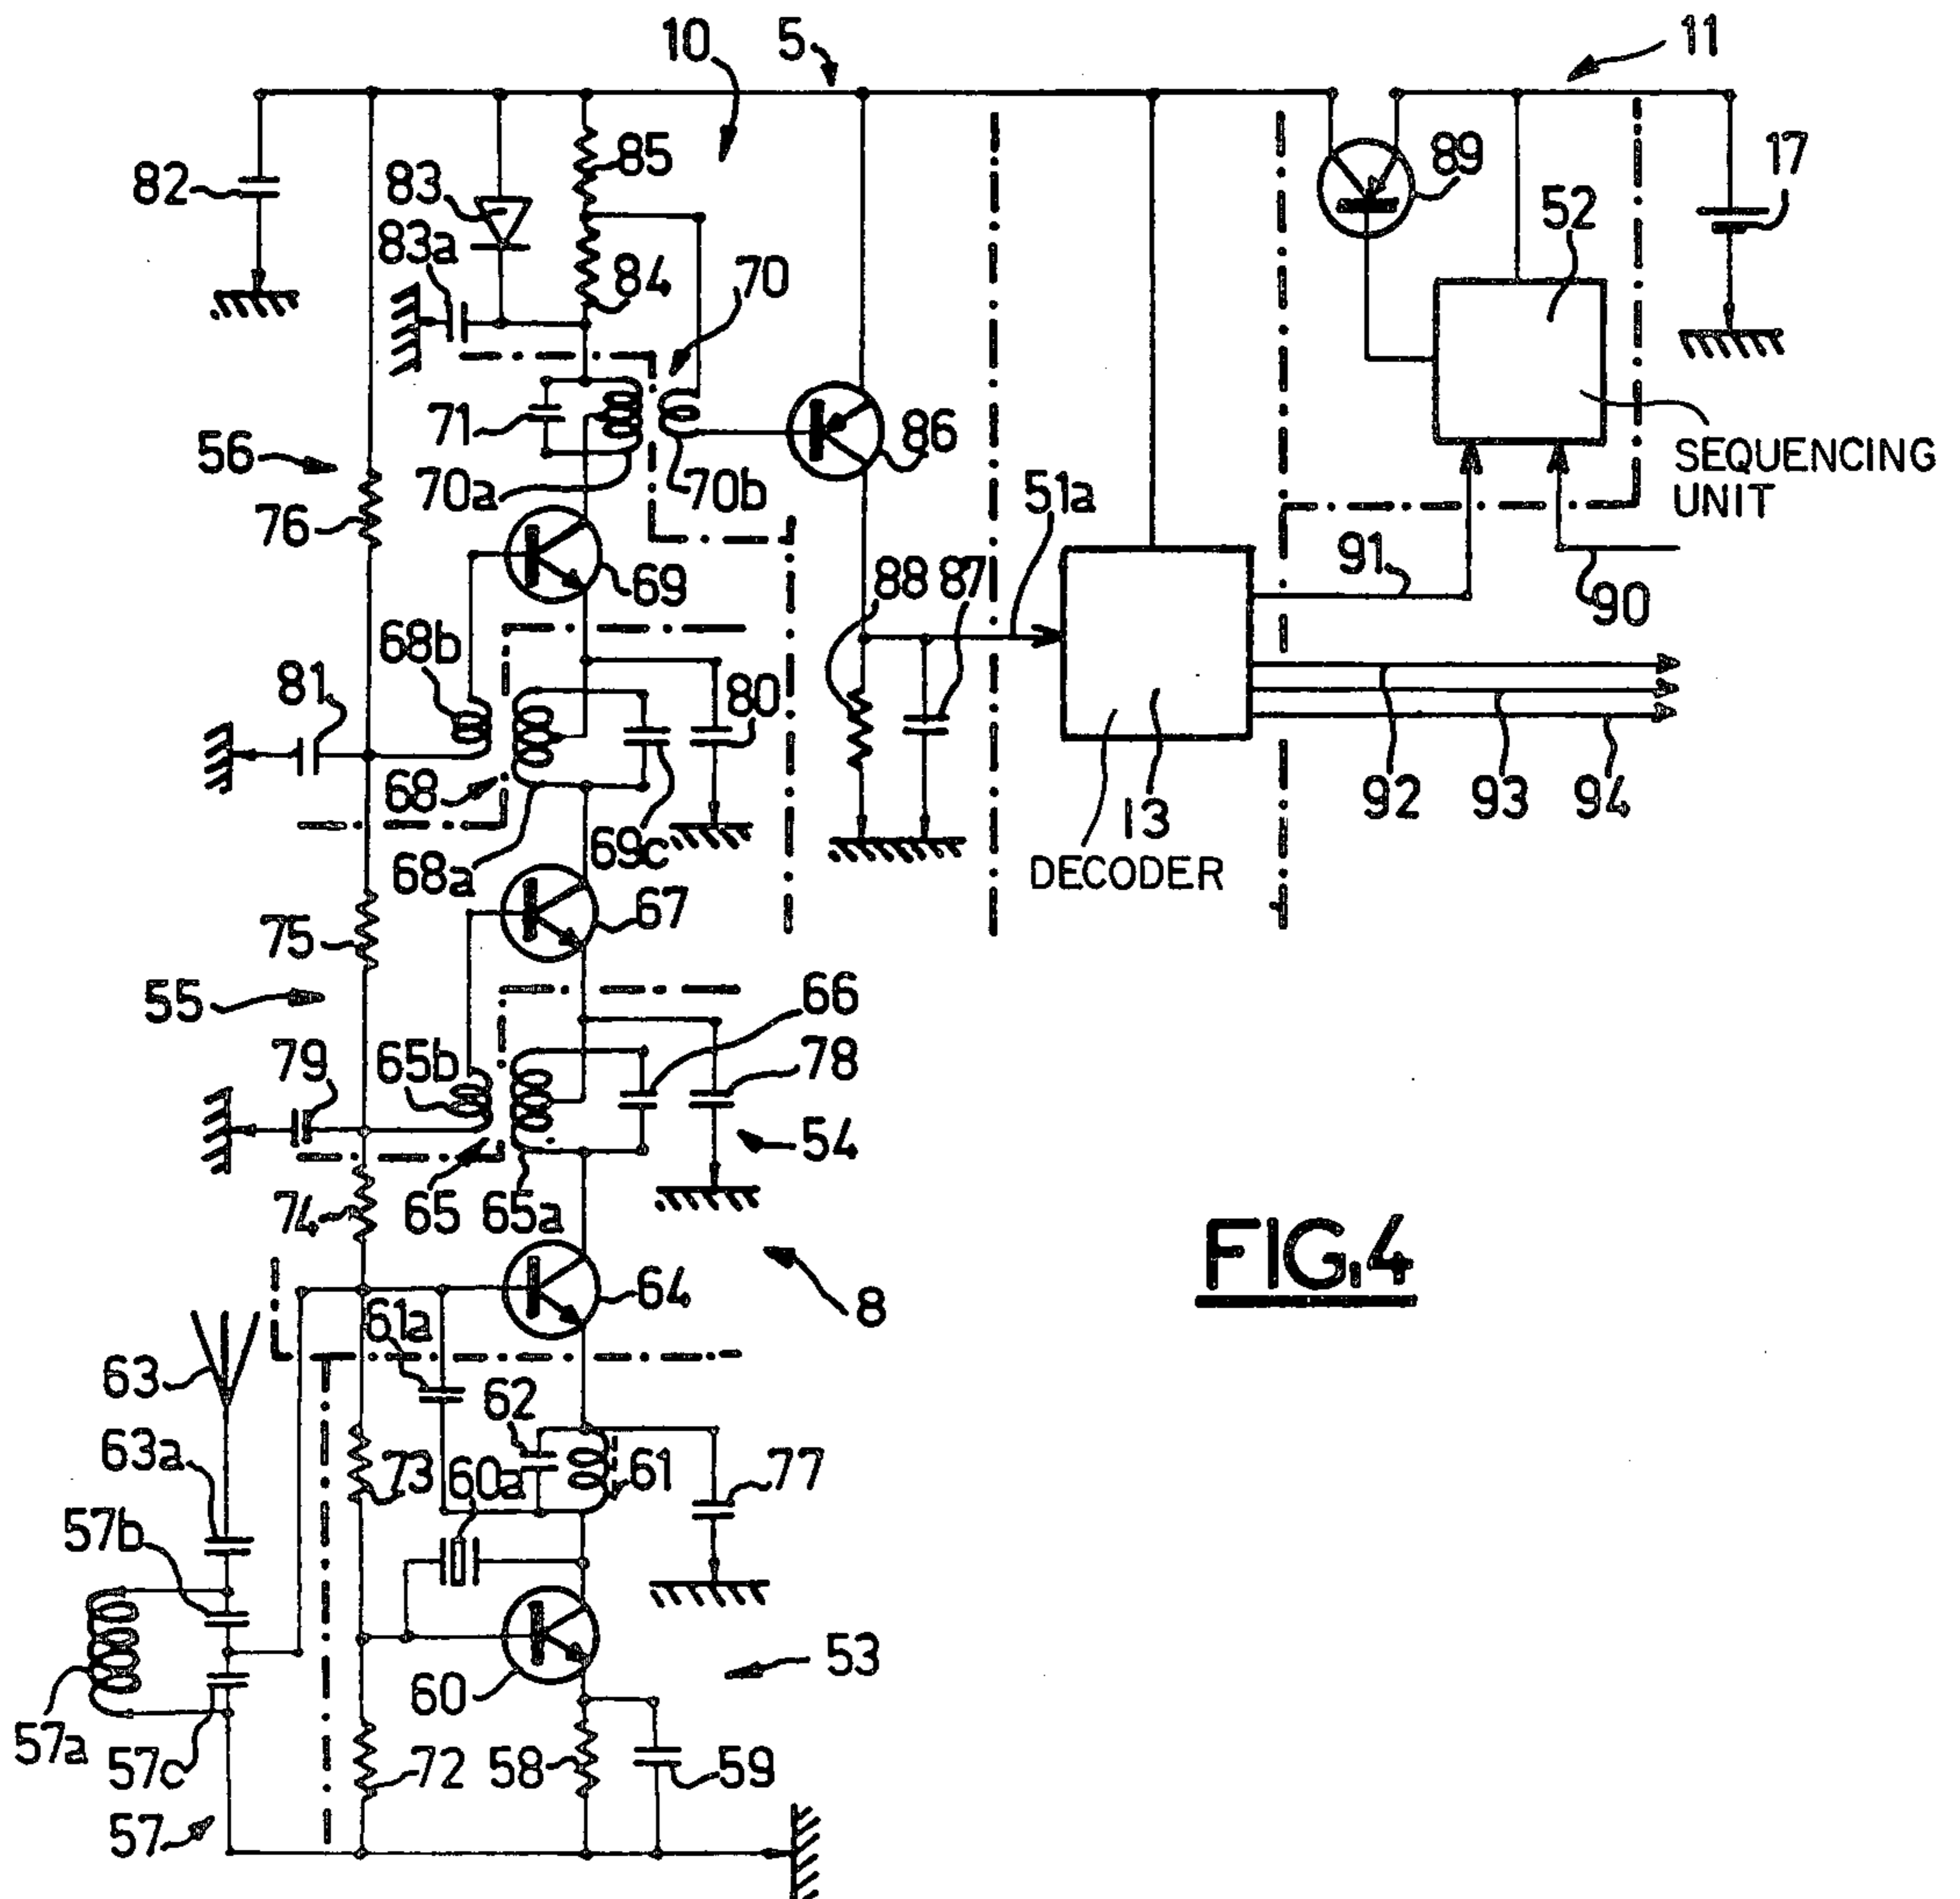 10 5 11
82 83 85 89 17
83a 52
84 70
71 86
56 70a 70b SEQUENCING
UNIT
76 51a
69 88 87 91 90
68b
81 80
68 92 93 94
69c 13
68a DECODER
75 67
55 66
79 65b 78
54
74 65 65a
64 FIG.4
61a 8
63
62
63a 73 60a 61 77
57b
60 53
57a 57c 72 58 59
57